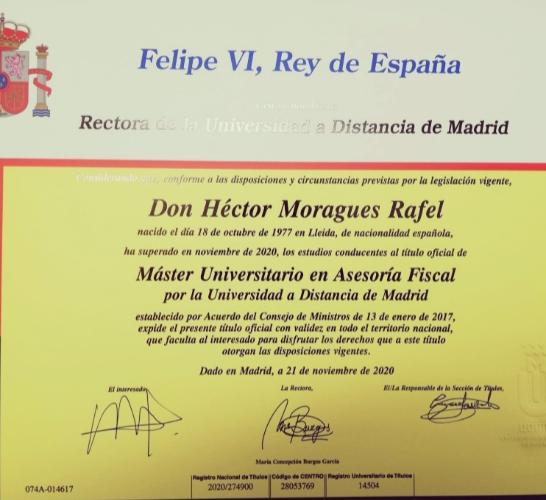 Felipe VI, Rey de España
Rectora de la Universidad a Distancia de Madrid
Considerando que, conforme a las disposiciones y circunstancias previstas por la legislación vigente,
Don Héctor Moragues Rafel
nacido el día 18 de octubre de 1977 en Lleida, de nacionalidad española,
ha superado en noviembre de 2020, los estudios conducentes al título oficial de
Máster Universitario en Asesoría Fiscal
por la Universidad a Distancia de Madrid
establecido por Acuerdo del Consejo de Ministros de 13 de enero de 2017,
expide el presente título oficial con validez en todo el territorio nacional,
que faculta al interesado para disfrutar los derechos que a este título
otorgan las disposiciones vigentes.
Dado en Madrid, a 21 de noviembre de 2020
El interesado, La Rectora, El/La Responsable de la Sección de Títulos,
María Concepción Burgos García
Registro Nacional de Títulos Código de CENTRO Registro Universitario de Títulos
074A-014617 2020/274900 28053769 14504